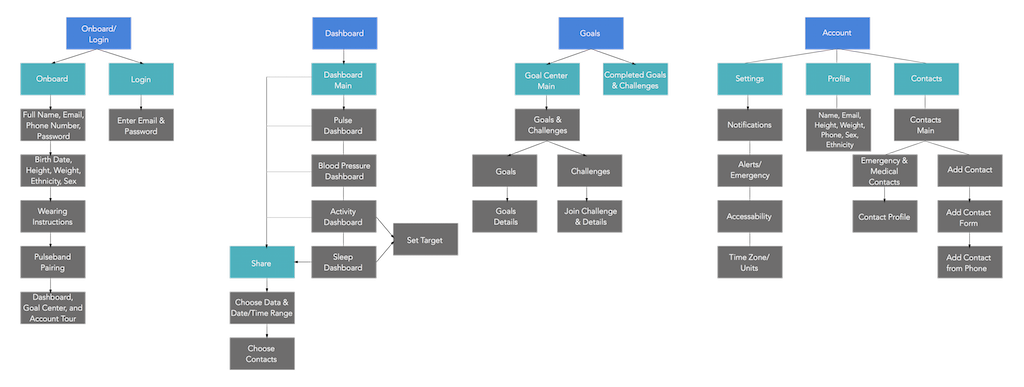 Onboard/
Login
Onboard
Login
Full Name, Email,
Phone Number,
Password
Enter Email &
Password
Birth Date,
Height, Weight,
Ethnicity, Sex
Wearing
Instructions
Pulseband
Pairing
Dashboard,
Goal Center, and
Account Tour
Dashboard
Dashboard
Main
Pulse
Dashboard
Blood Pressure
Dashboard
Activity
Dashboard
Sleep
Dashboard
Set Target
Share
Choose Data &
Date/Time Range
Choose
Contacts
Goals
Goal Center
Main
Completed Goals
& Challenges
Goals &
Challenges
Goals
Challenges
Goals
Details
Join Challenge
& Details
Account
Settings
Profile
Contacts
Notifications
Name, Email,
Height, Weight,
Phone, Sex,
Ethnicity
Contacts
Main
Alerts/
Emergency
Emergency &
Medical
Contacts
Add Contact
Accessability
Contact Profile
Add Contact
Form
Time Zone/
Units
Add Contact
from Phone